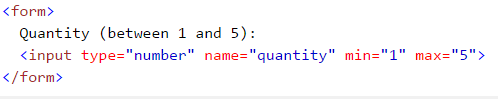 <form>
  Quantity (between 1 and 5):
  <input type="number" name="quantity" min="1" max="5">
</form>